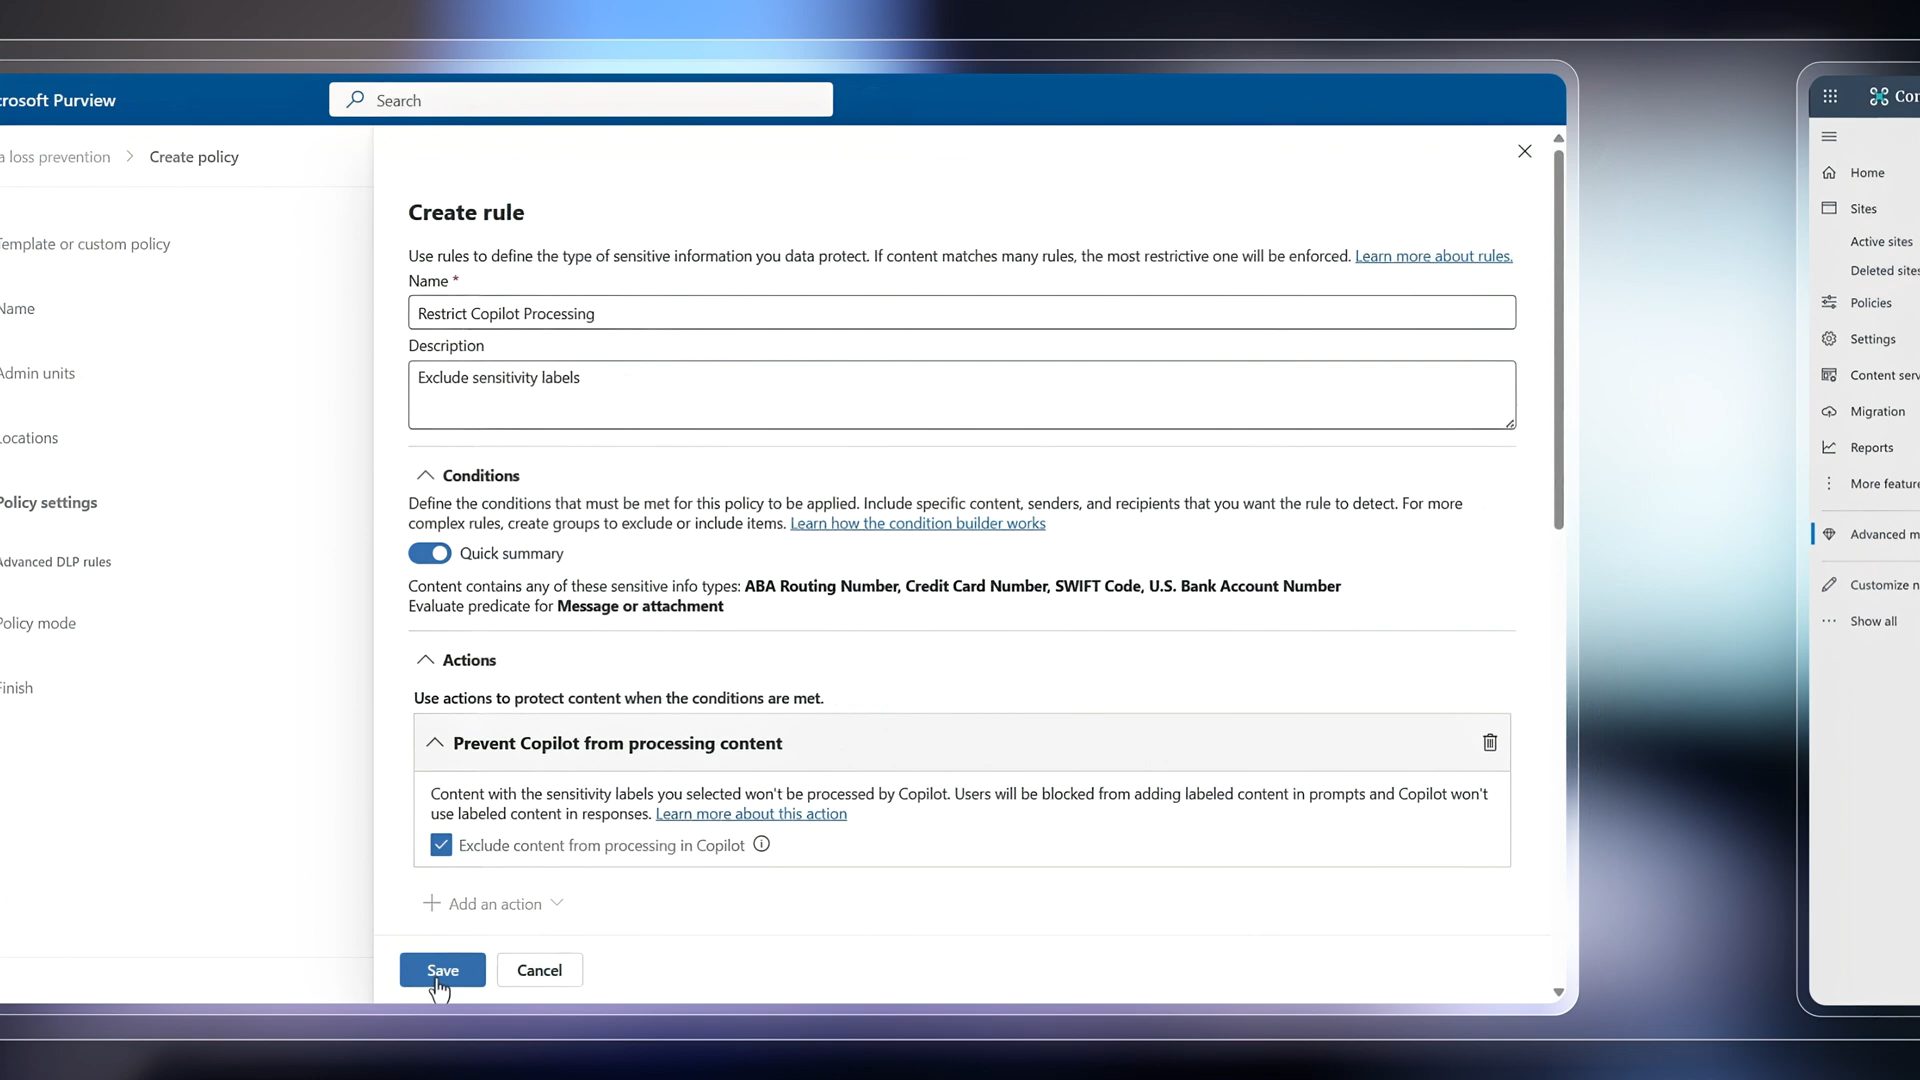 crosoft Purview
Search
a loss prevention > Create policy
Template or custom policy
Name
Admin units
Locations
Policy settings
Advanced DLP rules
Policy mode
Finish
Create rule
Use rules to define the type of sensitive information you data protect. If content matches many rules, the most restrictive one will be enforced. Learn more about rules.
Name *
Restrict Copilot Processing
Description
Exclude sensitivity labels
Conditions
Define the conditions that must be met for this policy to be applied. Include specific content, senders, and recipients that you want the rule to detect. For more
complex rules, create groups to exclude or include items. Learn how the condition builder works
Quick summary
Content contains any of these sensitive info types: ABA Routing Number, Credit Card Number, SWIFT Code, U.S. Bank Account Number
Evaluate predicate for Message or attachment
Actions
Use actions to protect content when the conditions are met.
Prevent Copilot from processing content
Content with the sensitivity labels you selected won't be processed by Copilot. Users will be blocked from adding labeled content in prompts and Copilot won't
use labeled content in responses. Learn more about this action
Exclude content from processing in Copilot
+ Add an action
Save
Cancel
Con
Home
Sites
Active sites
Deleted sites
Policies
Settings
Content serv
Migration
Reports
More feature
Advanced m
Customize n
Show all